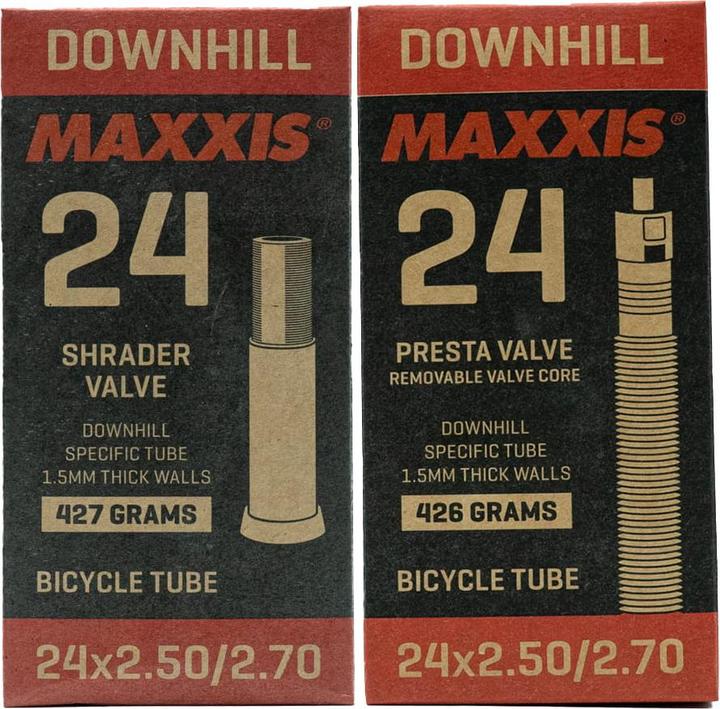 DOWNHILL
MAXXIS®
24
SHRADER
VALVE
DOWNHILL
SPECIFIC TUBE
1.5MM THICK WALLS
427 GRAMS
BICYCLE TUBE
24x2.50/2.70
DOWNHILL
MAXXIS®
24
PRESTA VALVE
REMOVABLE VALVE CORE
DOWNHILL
SPECIFIC TUBE
1.5MM THICK WALLS
426 GRAMS
BICYCLE TUBE
24x2.50/2.70